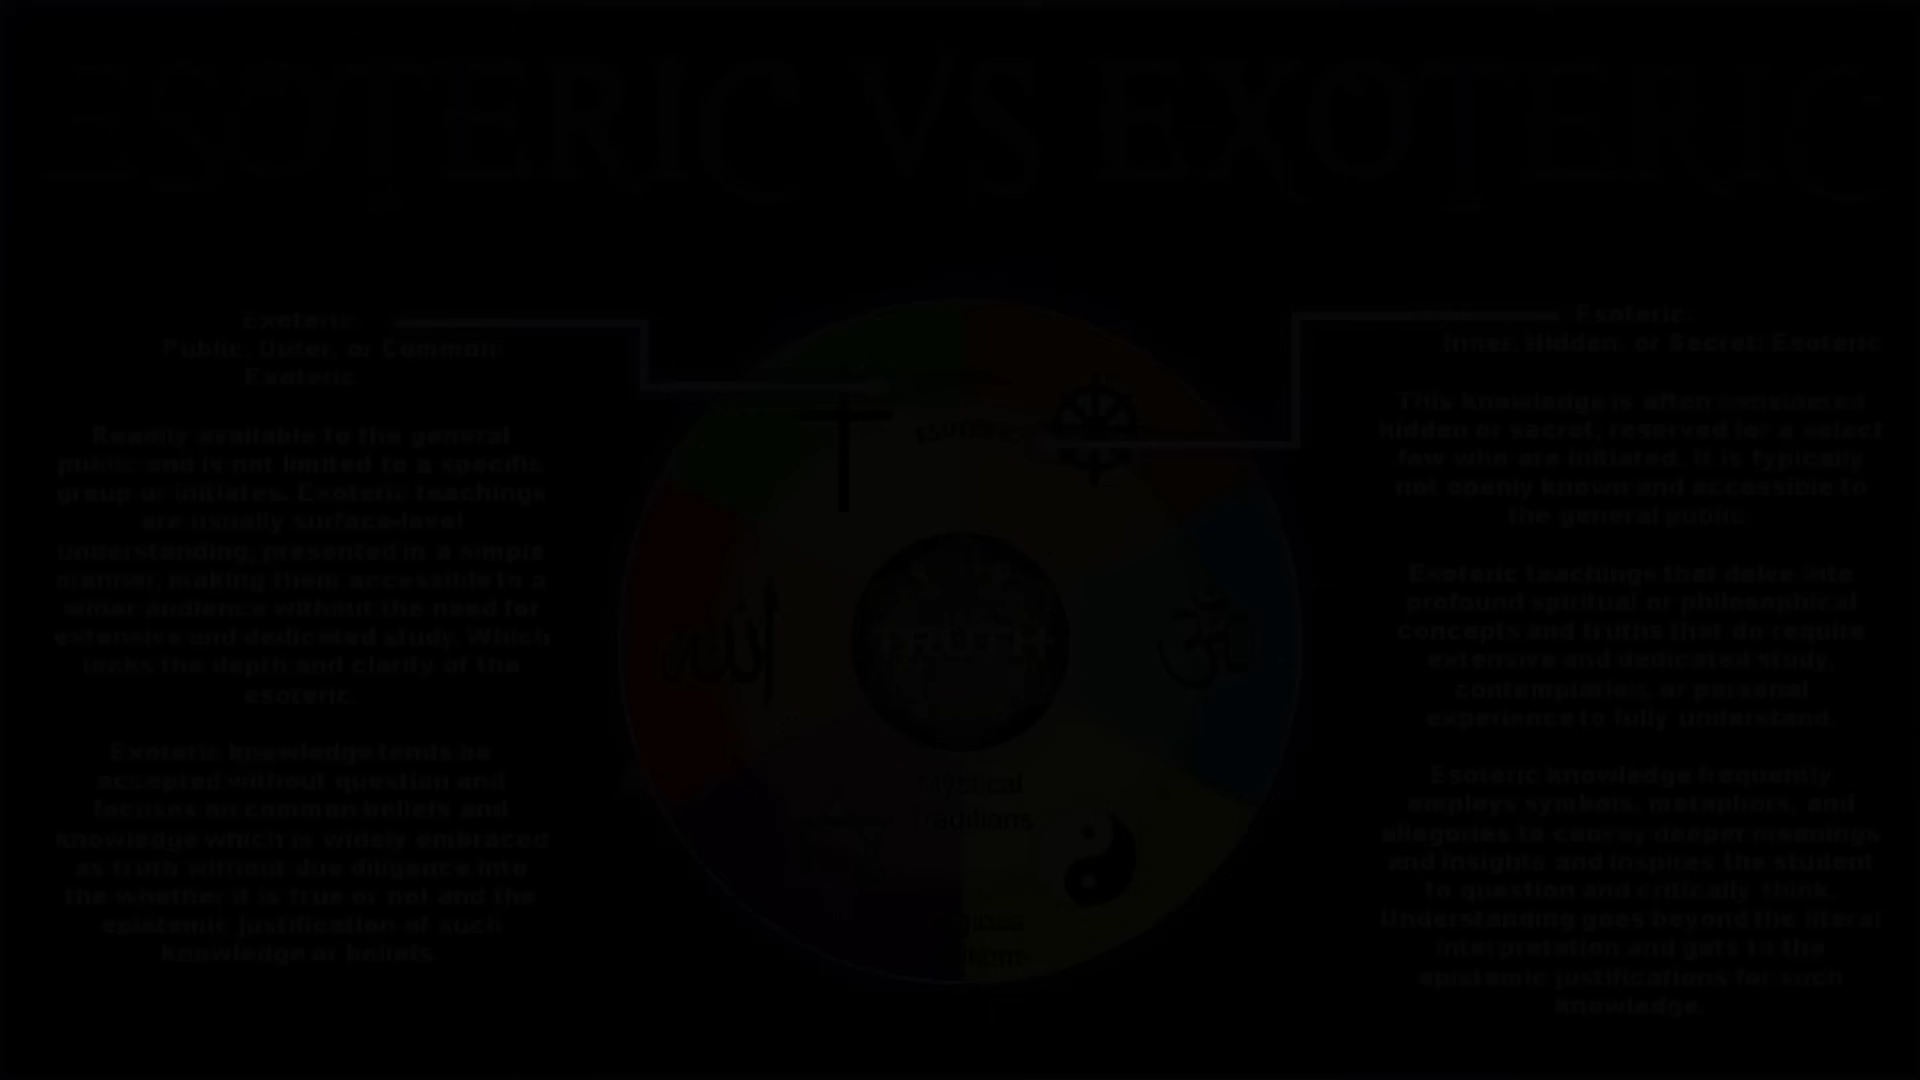 ESOTERIC VS EXOTERIC
Exoteric:
Public, Outer, or Common:
Exoteric
Readily available to the general
public and is not limited to a specific
group or initiates. Exoteric teachings
are usually surface-level
understanding, presented in a simple
manner, making them accessible to a
wider audience without the need for
extensive and dedicated study. Which
lacks the depth and clarity of the
esoteric.
Exoteric knowledge tends be
accepted without question and
focuses on common beliefs and
knowledge which is widely embraced
as truth without due diligence into
the whether it is true or not and the
epistemic justification of such
knowledge or beliefs.
ESOTERIC
TRUTH
Mystical
Traditions
ॐ
Esoteric:
Inner, Hidden, or Secret: Esoteric
This knowledge is often considered
hidden or secret, reserved for a select
few who are initiated. It is typically
not openly known and accessible to
the general public.
Esoteric teachings that delve into
profound spiritual or philosophical
concepts and truths that do require
extensive and dedicated study,
contemplation, or personal
experience to fully understand.
Esoteric knowledge frequently
employs symbols, metaphors, and
allegories to convey deeper meanings
and insights and inspires the student
to question and critically think.
Understanding goes beyond the literal
interpretation and gets to the
epistemic justifications for such
knowledge.